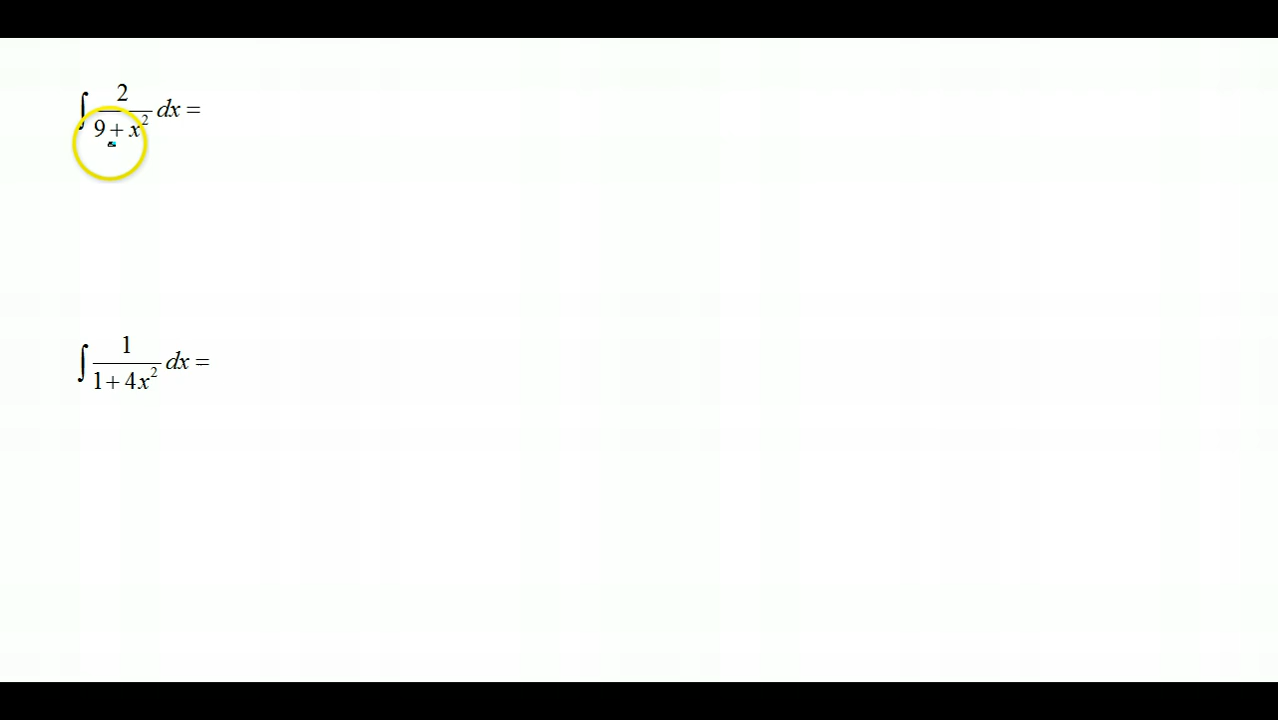 ∫ 2/(9 + x²) dx =
∫ 1/(1 + 4x²) dx =